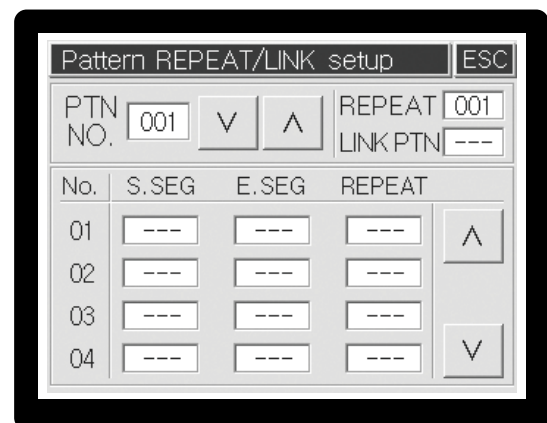 Pattern REPEAT/LINK setup ESC
PTN NO. 001 ∨ ∧ REPEAT 001
LINK PTN ---
No. S.SEG E.SEG REPEAT
01 --- --- --- ∧
02 --- --- ---
03 --- --- ---
04 --- --- --- ∨